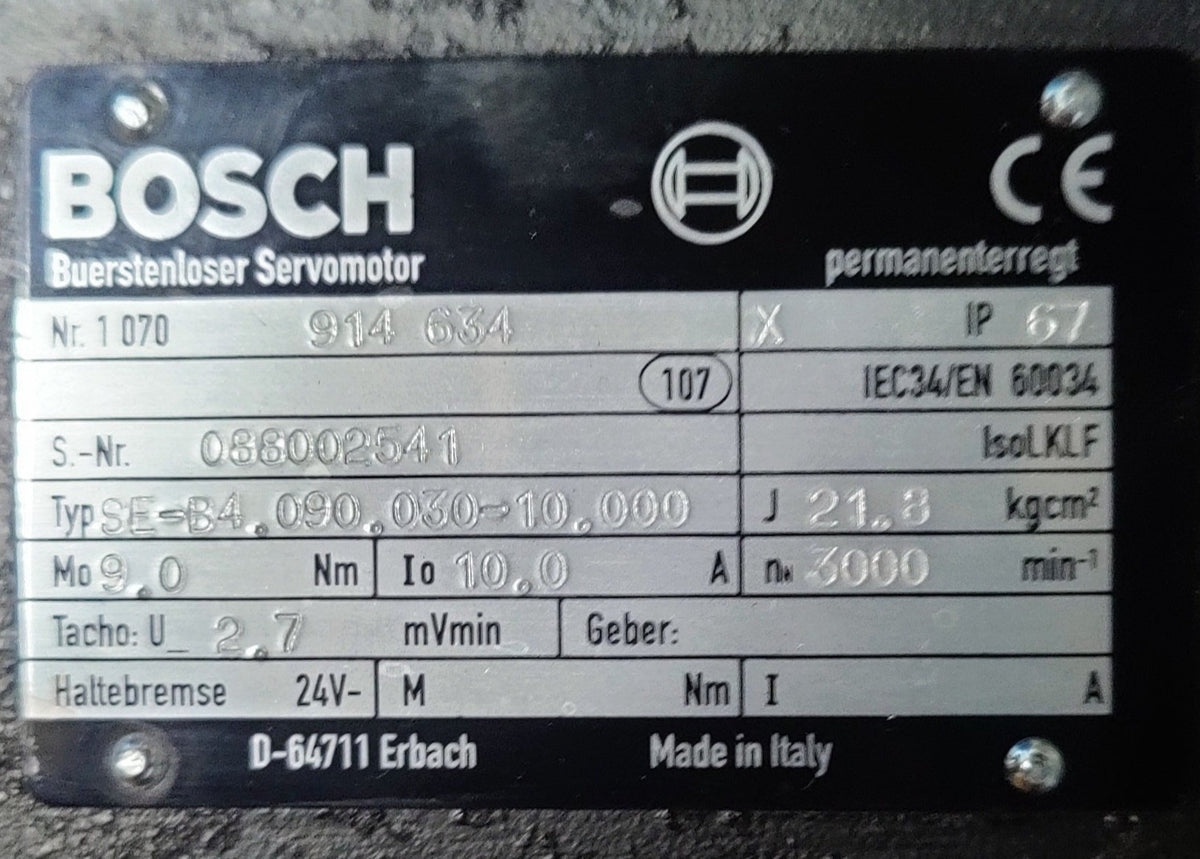 BOSCH
CE
Buerstenloser Servomotor
permanenterregt
Nr. 1 070 914 634 X IP 67
107 IEC34/EN 60034
S.-Nr. 088002541 Isol.KLF
Typ SE-B4.090.030-10.000 J 21.8 kgcm²
Mo 9.0 Nm Io 10.0 A nₙ 3000 min⁻¹
Tacho: U_ 2.7 mVmin Geber:
Haltebremse 24V- M Nm I A
D-64711 Erbach Made in Italy